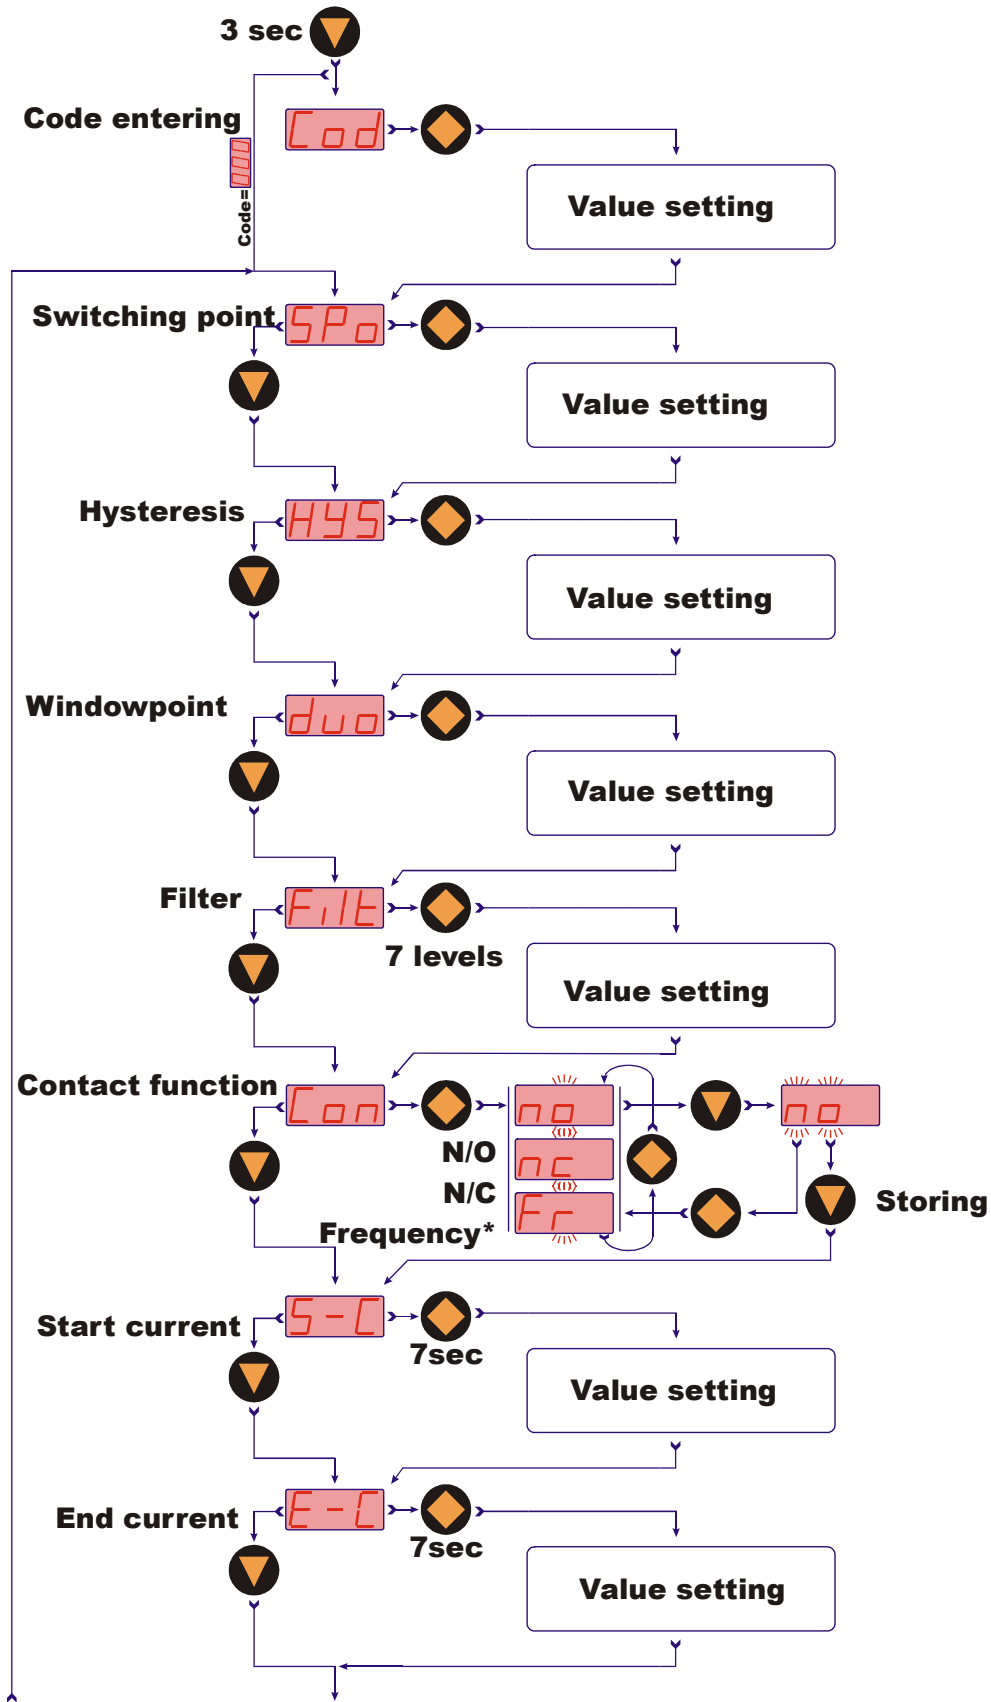 3 sec
Code entering
Cod
Code=000
Value setting
Switching point
SPo
Value setting
Hysteresis
HYS
Value setting
Windowpoint
duo
Value setting
Filter
Filt
7 levels
Value setting
Contact function
Con
no
no
N/O
nc
N/C
Fr
Storing
Frequency*
S-C
Start current
7sec
Value setting
E-C
End current
7sec
Value setting